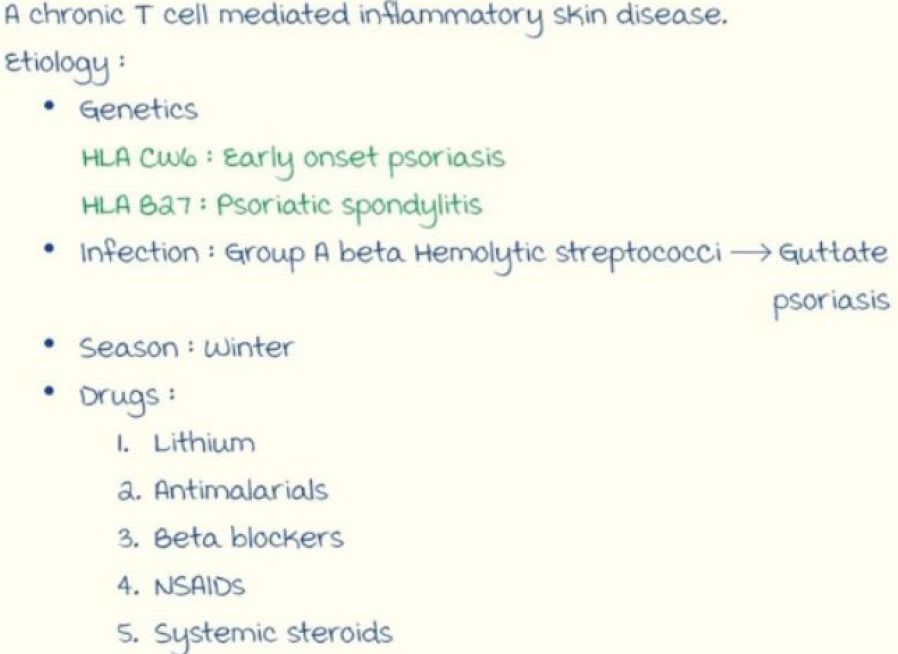 A chronic T cell mediated inflammatory skin disease.
Etiology :
• Genetics
HLA CW6 : Early onset psoriasis
HLA B27 : Psoriatic spondylitis
• Infection : Group A beta Hemolytic streptococci → Guttate
psoriasis
• Season : Winter
• Drugs :
1. Lithium
2. Antimalarials
3. Beta blockers
4. NSAIDs
5. Systemic steroids